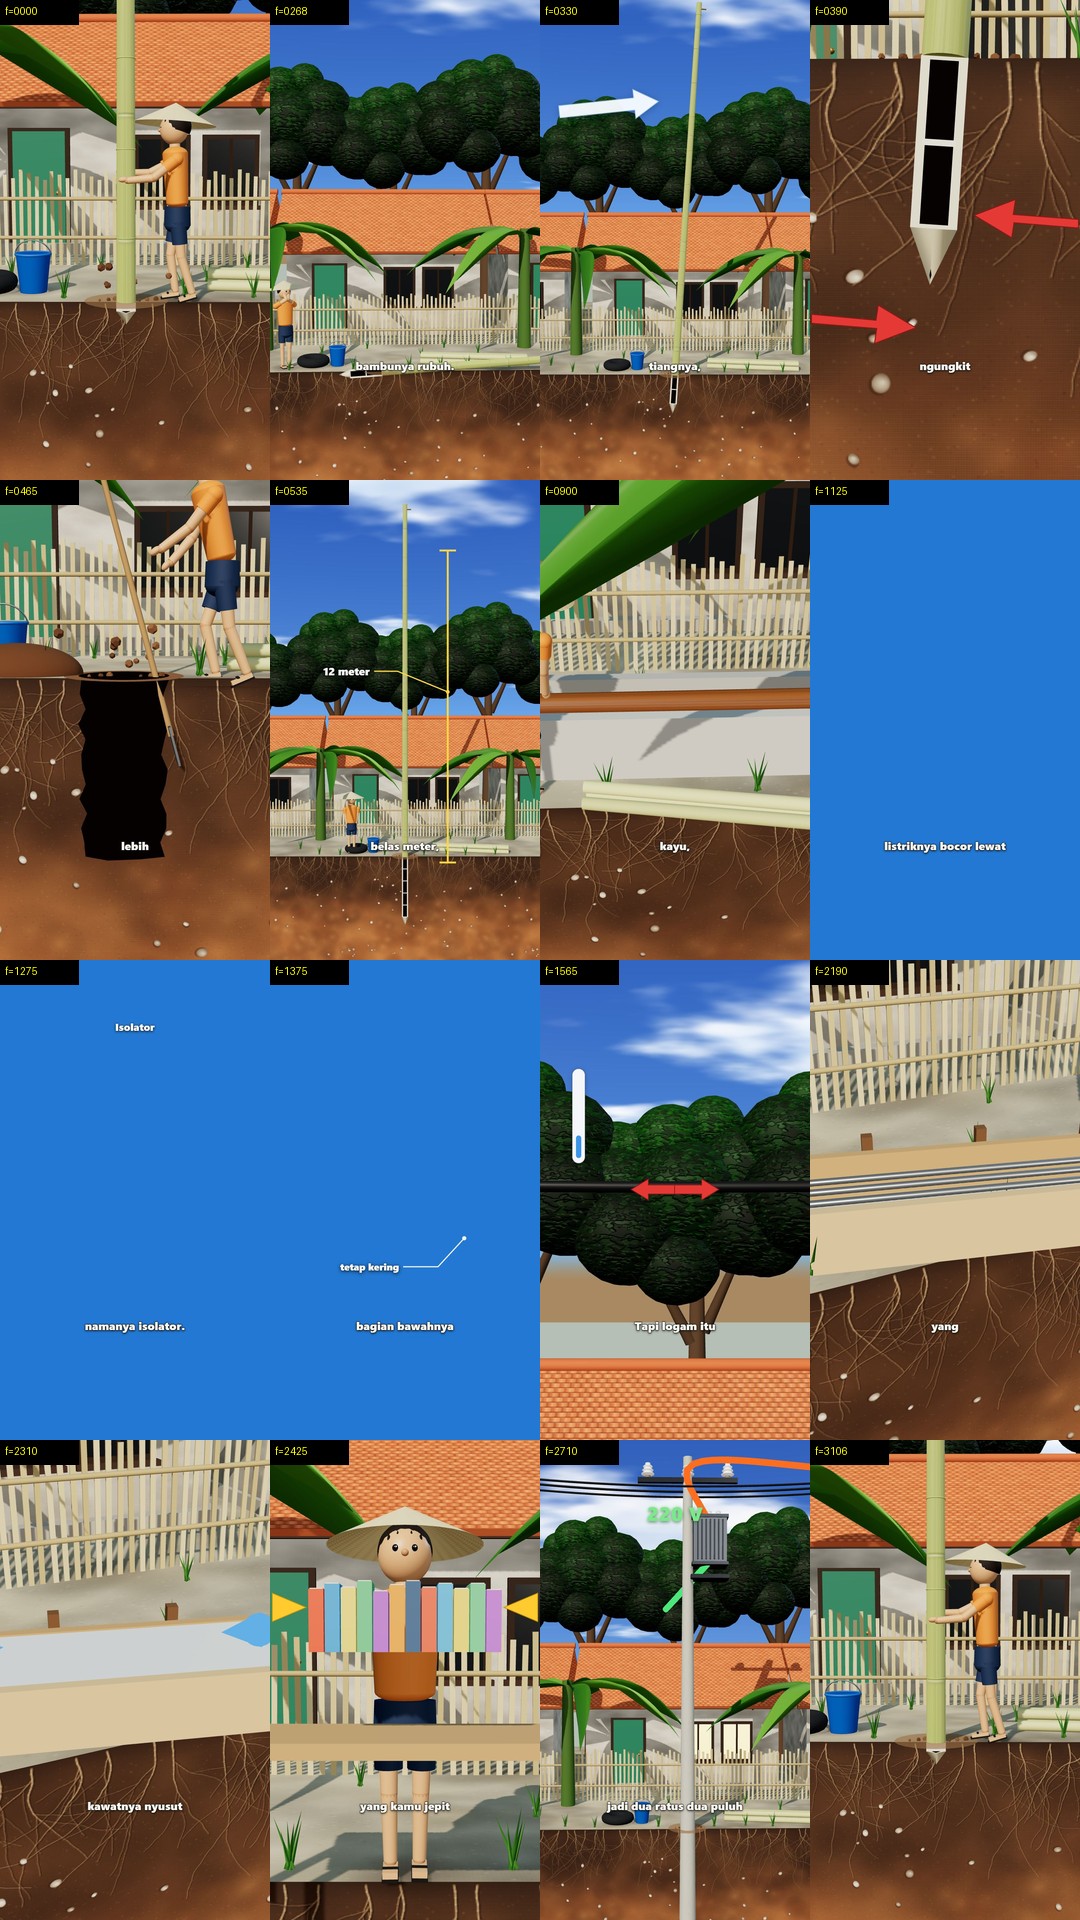 f=0000
f=0268
bambunya rubuh.
f=0330
tiangnya,
f=0390
ngungkit
f=0465
lebih
f=0535
12 meter
belas meter,
f=0900
kayu,
f=1125
listriknya bocor lewat
f=1275
Isolator
namanya isolator.
f=1375
tetap kering
bagian bawahnya
f=1565
Tapi logam itu
f=2190
yang
f=2310
kawatnya nyusut
f=2425
yang kamu jepit
f=2710
220 V
jadi dua ratus dua puluh
f=3106